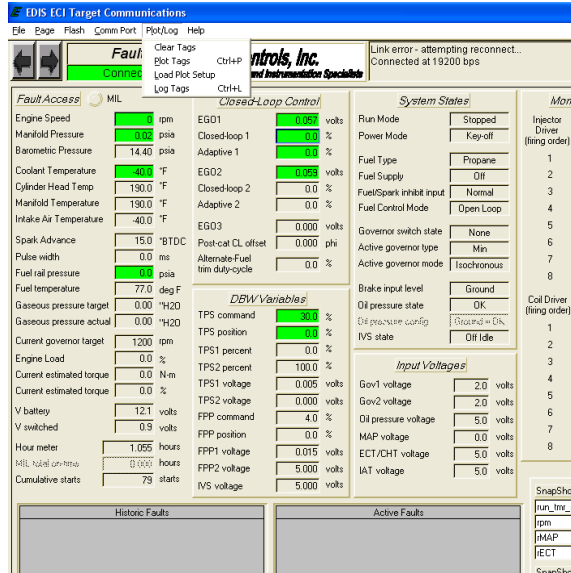 EDIS ECI Target Communications
File Page Flash Comm Port Plot/Log Help
Clear Tags
Plot Tags Ctrl+P
Load Plot Setup
Log Tags Ctrl+L
Fault
Connec
ontrols, Inc.
and Instrumentation Specialists
Link error - attempting reconnect...
Connected at 19200 bps
Fault Access MIL
Engine Speed 0 rpm
Manifold Pressure 0.02 psia
Barometric Pressure 14.40 psia
Coolant Temperature -40.0 °F
Cylinder Head Temp 190.0 °F
Manifold Temperature 190.0 °F
Intake Air Temperature -40.0 °F
Spark Advance 15.0 °BTDC
Pulse width 0.0 ms
Fuel rail pressure 0.0 psia
Fuel temperature 77.0 deg F
Gaseous pressure target 0.00 "H2O
Gaseous pressure actual 0.00 "H2O
Current governor target 1200 rpm
Engine Load 0.0 %
Current estimated torque 0.0 N-m
Current estimated torque 0.0 %
V battery 12.1 volts
V switched 0.9 volts
Hour meter 1.055 hours
MIL total on-time 0.000 hours
Cumulative starts 79 starts
Closed-Loop Control
EGO1 0.057 volts
Closed-loop 1 0.0 %
Adaptive 1 0.0 %
EGO2 0.059 volts
Closed-loop 2 0.0 %
Adaptive 2 0.0 %
EGO3 0.000 volts
Post-cat CL offset 0.000 phi
Alternate-Fuel
trim duty-cycle 0.0 %
DBW Variables
TPS command 30.0 %
TPS position 0.0 %
TPS1 percent 0.0 %
TPS2 percent 100.0 %
TPS1 voltage 0.005 volts
TPS2 voltage 0.000 volts
FPP command 4.0 %
FPP position 0.0 %
FPP1 voltage 0.015 volts
FPP2 voltage 5.000 volts
IVS voltage 5.000 volts
System States
Run Mode Stopped
Power Mode Key-off
Fuel Type Propane
Fuel Supply Off
Fuel/Spark inhibit input Normal
Fuel Control Mode Open Loop
Governor switch state None
Active governor type Min
Active governor mode Isochronous
Brake input level Ground
Oil pressure state OK
Oil pressure config Ground = OK
IVS state Off Idle
Input Voltages
Gov1 voltage 2.0 volts
Gov2 voltage 2.0 volts
Oil pressure voltage 5.0 volts
MAP voltage 0.0 volts
ECT/CHT voltage 5.0 volts
IAT voltage 5.0 volts
Mon
Injector
Driver
(firing order)
1
2
3
4
5
6
7
8
Coil Driver
(firing order)
1
2
3
4
5
6
7
8
Historic Faults
Active Faults
SnapSho
run_tmr_
rpm
rMAP
rECT
SnapSho